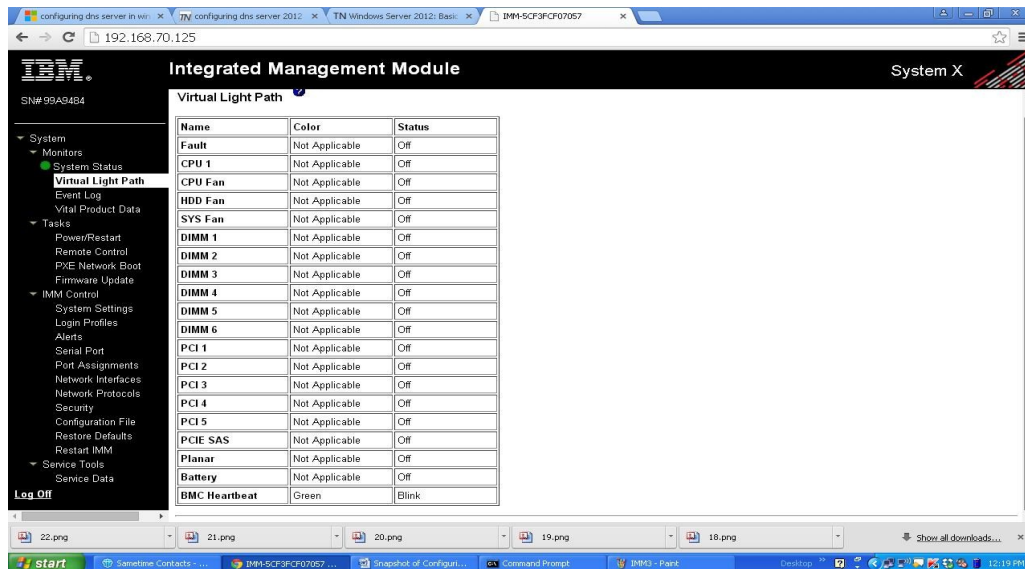 configuring dns server in win
configuring dns server 2012
Windows Server 2012: Basic
IMM-5CF3FCF07057
192.168.70.125
IBM.
Integrated Management Module
System X
SN# 99A9484
System
Monitors
System Status
Virtual Light Path
Event Log
Vital Product Data
Tasks
Power/Restart
Remote Control
PXE Network Boot
Firmware Update
IMM Control
System Settings
Login Profiles
Alerts
Serial Port
Port Assignments
Network Interfaces
Network Protocols
Security
Configuration File
Restore Defaults
Restart IMM
Service Tools
Service Data
Log Off
Virtual Light Path ?
Name Color Status
Fault Not Applicable Off
CPU 1 Not Applicable Off
CPU Fan Not Applicable Off
HDD Fan Not Applicable Off
SYS Fan Not Applicable Off
DIMM 1 Not Applicable Off
DIMM 2 Not Applicable Off
DIMM 3 Not Applicable Off
DIMM 4 Not Applicable Off
DIMM 5 Not Applicable Off
DIMM 6 Not Applicable Off
PCI 1 Not Applicable Off
PCI 2 Not Applicable Off
PCI 3 Not Applicable Off
PCI 4 Not Applicable Off
PCI 5 Not Applicable Off
PCIE SAS Not Applicable Off
Planar Not Applicable Off
Battery Not Applicable Off
BMC Heartbeat Green Blink
22.png 21.png 20.png 19.png 18.png Show all downloads...
start Sametime Contacts - ... IMM-5CF3FCF07057 ... Snapshot of Configuri... Command Prompt IMM3 - Paint Desktop 12:19 PM